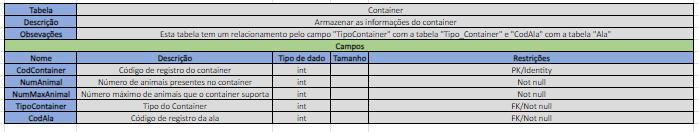 Tabela Container
Descrição Armazenar as informações do container
Obsevações Esta tabela tem um relacionamento pelo campo "TipoContainer" com a tabela "Tipo_Container" e "CodAla" com a tabela "Ala"
Campos
Nome Descrição Tipo de dado Tamanho Restrições
CodContainer Código de registro do container int PK/Identity
NumAnimal Número de animais presentes no container int Not null
NumMaxAnimal Número máximo de animais que o container suporta int Not null
TipoContainer Tipo do Container int FK/Not null
CodAla Código de registro da ala int FK/Not null